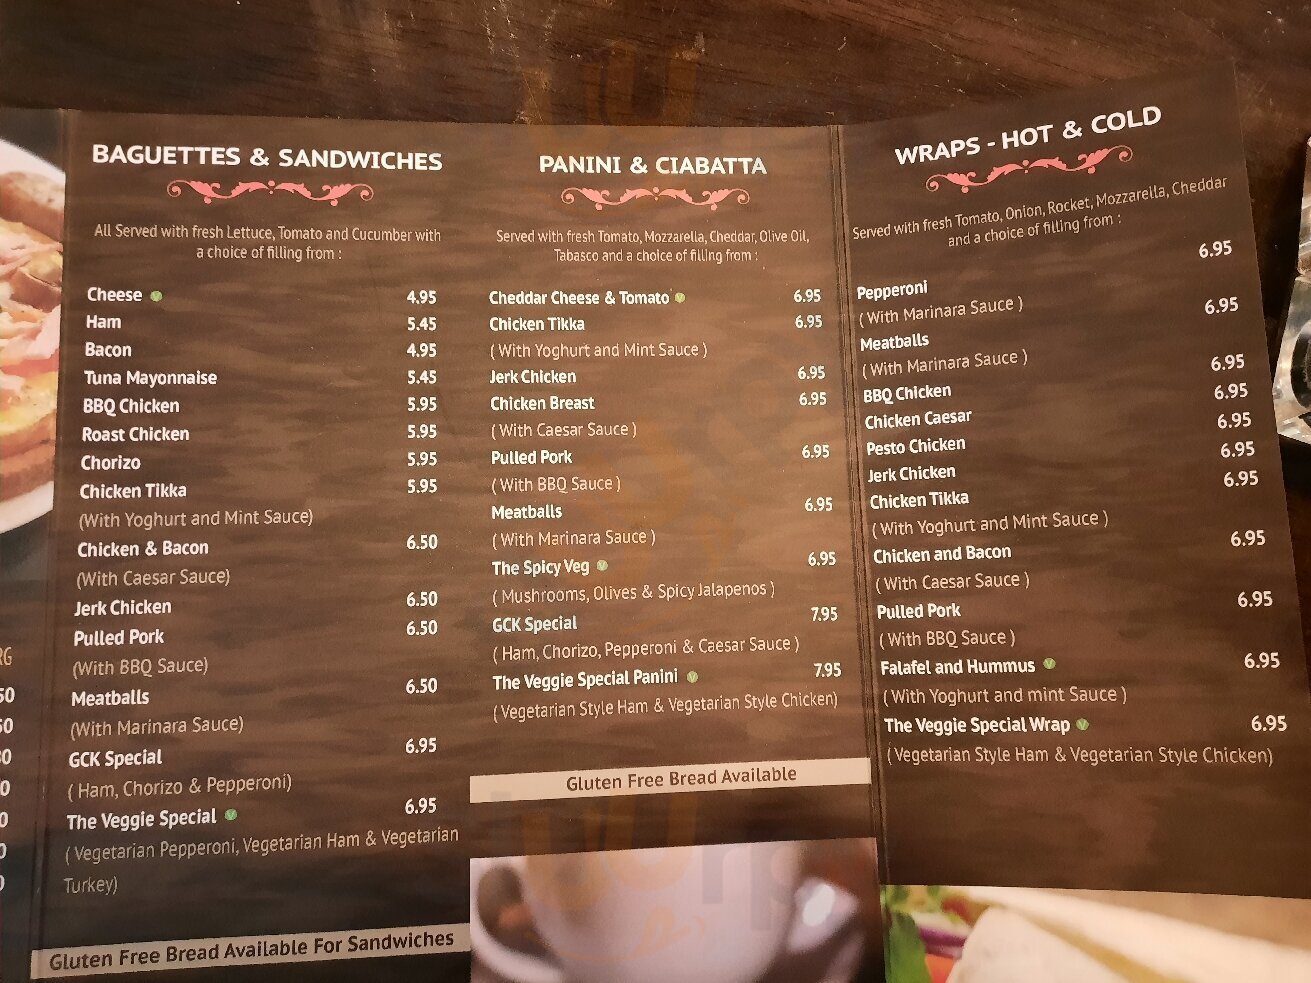 BAGUETTES & SANDWICHES
All Served with fresh Lettuce, Tomato and Cucumber with
a choice of filling from :
Cheese 4.95
Ham 5.45
Bacon 4.95
Tuna Mayonnaise 5.45
BBQ Chicken 5.95
Roast Chicken 5.95
Chorizo 5.95
Chicken Tikka 5.95
(With Yoghurt and Mint Sauce)
Chicken & Bacon 6.50
(With Caesar Sauce)
Jerk Chicken 6.50
Pulled Pork 6.50
(With BBQ Sauce)
Meatballs 6.50
(With Marinara Sauce)
GCK Special 6.95
( Ham, Chorizo & Pepperoni)
The Veggie Special 6.95
( Vegetarian Pepperoni, Vegetarian Ham & Vegetarian
Turkey)
Gluten Free Bread Available For Sandwiches
PANINI & CIABATTA
Served with fresh Tomato, Mozzarella, Cheddar, Olive Oil,
Tabasco and a choice of filling from :
Cheddar Cheese & Tomato 6.95
Chicken Tikka 6.95
( With Yoghurt and Mint Sauce )
Jerk Chicken 6.95
Chicken Breast 6.95
( With Caesar Sauce )
Pulled Pork 6.95
( With BBQ Sauce )
Meatballs 6.95
( With Marinara Sauce )
The Spicy Veg 6.95
( Mushrooms, Olives & Spicy Jalapenos )
GCK Special 7.95
( Ham, Chorizo, Pepperoni & Caesar Sauce )
The Veggie Special Panini 7.95
( Vegetarian Style Ham & Vegetarian Style Chicken)
Gluten Free Bread Available
WRAPS - HOT & COLD
Served with fresh Tomato, Onion, Rocket, Mozzarella, Cheddar
and a choice of filling from :
Pepperoni 6.95
( With Marinara Sauce )
Meatballs 6.95
( With Marinara Sauce )
BBQ Chicken 6.95
Chicken Caesar 6.95
Pesto Chicken 6.95
Jerk Chicken 6.95
Chicken Tikka 6.95
( With Yoghurt and Mint Sauce )
Chicken and Bacon 6.95
( With Caesar Sauce )
Pulled Pork 6.95
( With BBQ Sauce )
Falafel and Hummus 6.95
( With Yoghurt and mint Sauce )
The Veggie Special Wrap 6.95
( Vegetarian Style Ham & Vegetarian Style Chicken)